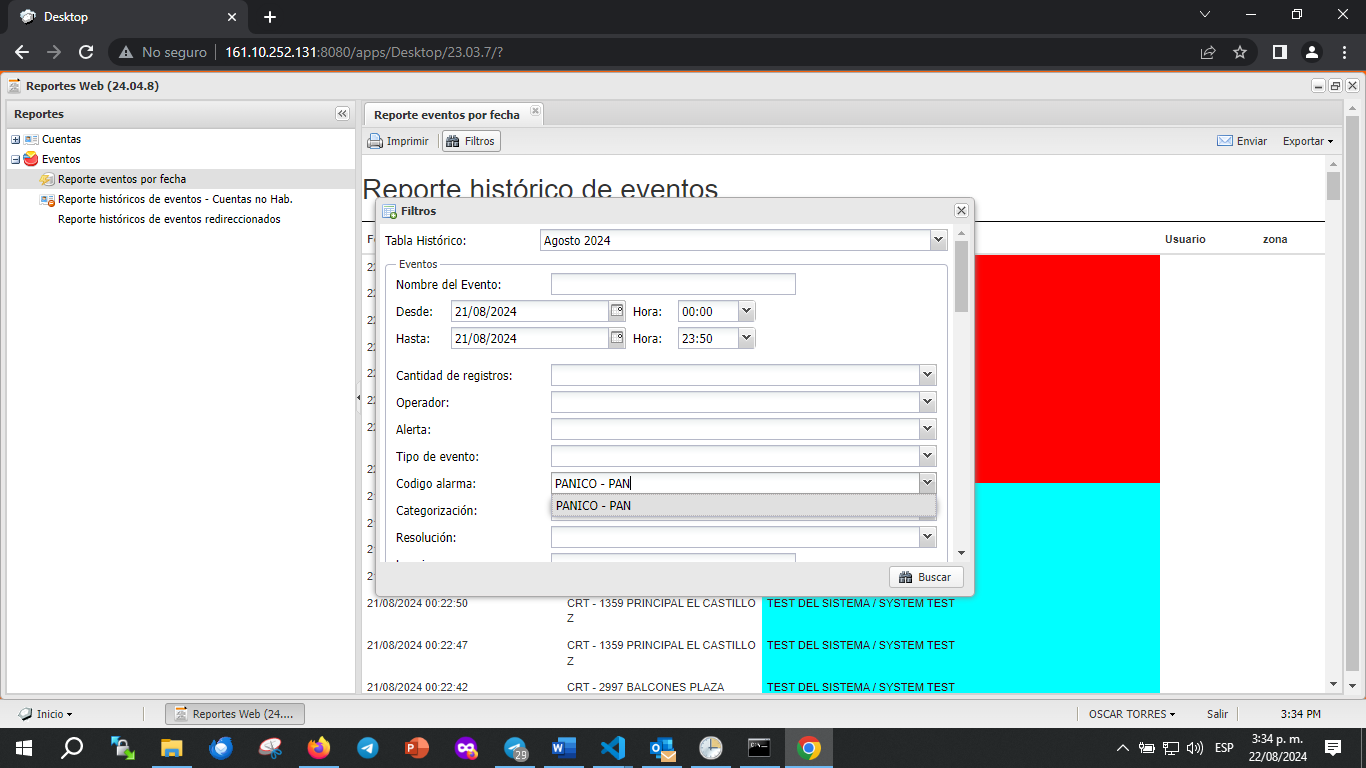 Desktop
No seguro
161.10.252.131:8080/apps/Desktop/23.03.7/?
Reportes Web (24.04.8)
Reportes
Cuentas
Eventos
Reporte eventos por fecha
Reporte históricos de eventos - Cuentas no Hab.
Reporte históricos de eventos redireccionados
Reporte eventos por fecha
Imprimir
Filtros
Enviar
Exportar
Reporte histórico de eventos
Usuario
zona
Filtros
Tabla Histórico:
Agosto 2024
Eventos
Nombre del Evento:
Desde:
21/08/2024
Hora:
00:00
Hasta:
21/08/2024
Hora:
23:50
Cantidad de registros:
Operador:
Alerta:
Tipo de evento:
Codigo alarma:
PANICO - PAN
PANICO - PAN
Categorización:
Resolución:
Buscar
21/08/2024 00:22:50
CRT - 1359 PRINCIPAL EL CASTILLO Z
TEST DEL SISTEMA / SYSTEM TEST
21/08/2024 00:22:47
CRT - 1359 PRINCIPAL EL CASTILLO Z
TEST DEL SISTEMA / SYSTEM TEST
21/08/2024 00:22:42
CRT - 2997 BALCONES PLAZA
TEST DEL SISTEMA / SYSTEM TEST
Inicio
Reportes Web (24....
OSCAR TORRES
Salir
3:34 PM
29
ESP
3:34 p. m.
22/08/2024